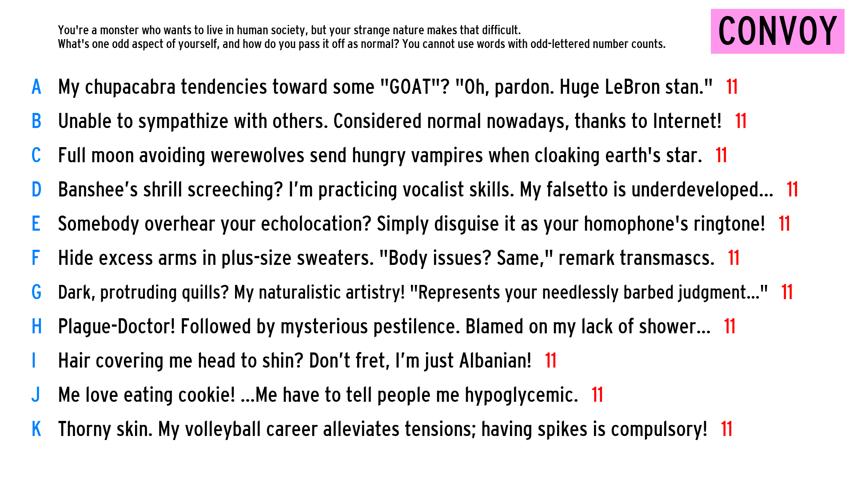 You're a monster who wants to live in human society, but your strange nature makes that difficult.
What's one odd aspect of yourself, and how do you pass it off as normal? You cannot use words with odd-lettered number counts.
CONVOY
A My chupacabra tendencies toward some "GOAT"? "Oh, pardon. Huge LeBron stan." 11
B Unable to sympathize with others. Considered normal nowadays, thanks to Internet! 11
C Full moon avoiding werewolves send hungry vampires when cloaking earth's star. 11
D Banshee’s shrill screeching? I’m practicing vocalist skills. My falsetto is underdeveloped... 11
E Somebody overhear your echolocation? Simply disguise it as your homophone's ringtone! 11
F Hide excess arms in plus-size sweaters. "Body issues? Same," remark transmascs. 11
G Dark, protruding quills? My naturalistic artistry! "Represents your needlessly barbed judgment..." 11
H Plague-Doctor! Followed by mysterious pestilence. Blamed on my lack of shower... 11
I Hair covering me head to shin? Don’t fret, I’m just Albanian! 11
J Me love eating cookie! ...Me have to tell people me hypoglycemic. 11
K Thorny skin. My volleyball career alleviates tensions; having spikes is compulsory! 11